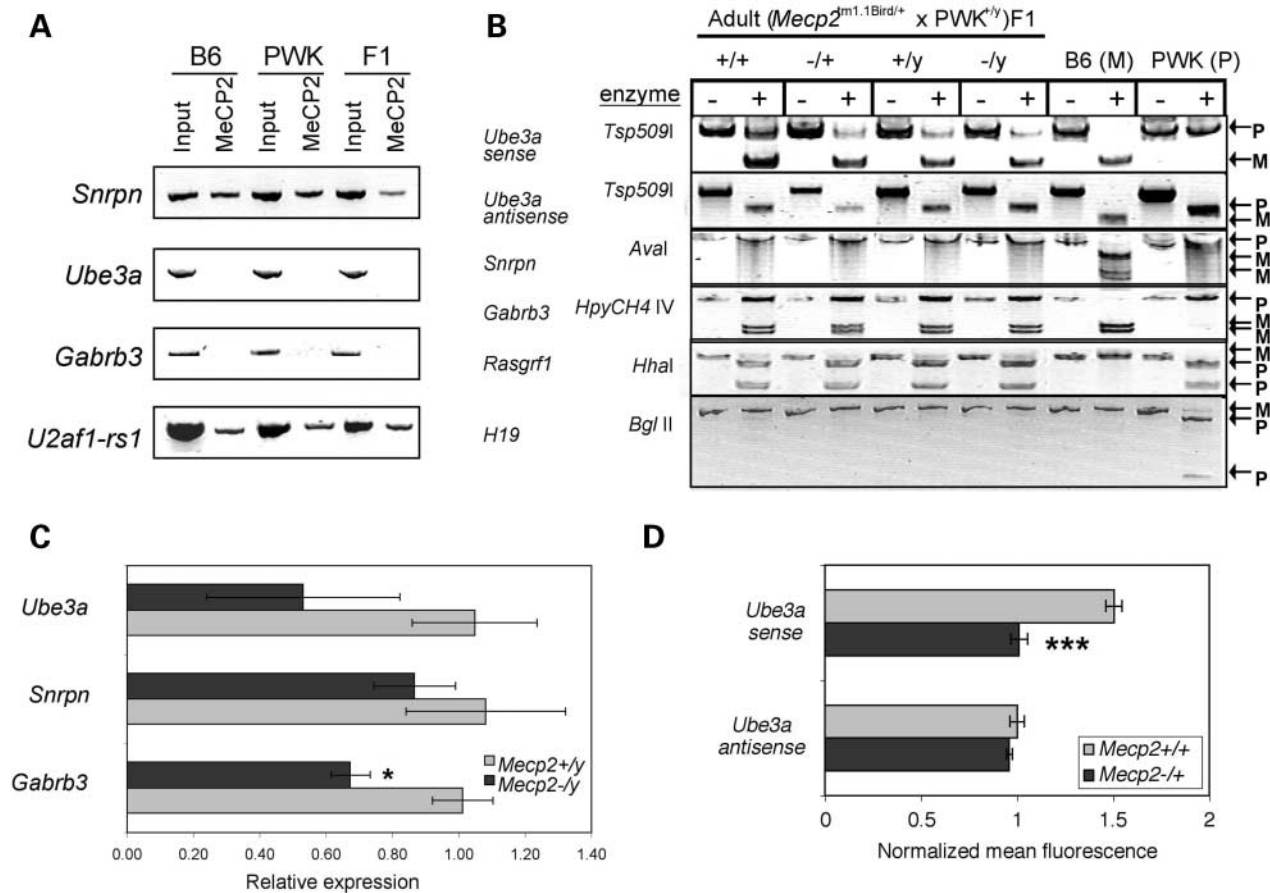 A
B6 PWK F1
Input MeCP2 Input MeCP2 Input MeCP2
Snrpn
Ube3a
Gabrb3
U2af1-rs1
B
Adult (Mecp2tm1.1Bird/+ x PWK+/y)F1
+/+ -/+ +/y -/y B6 (M) PWK (P)
enzyme - + - + - + - + - + - +
Ube3a sense Tsp509I P M
Ube3a antisense Tsp509I P M
Snrpn AvaI P M M M
Gabrb3 HpyCH4 IV P M M
Rasgrf1 HhaI M P P
H19 Bgl II M P P
C
Ube3a
Snrpn
Gabrb3 *
Mecp2+/y
Mecp2-/y
0.00 0.20 0.40 0.60 0.80 1.00 1.20 1.40
Relative expression
D
Ube3a
sense
***
Ube3a
antisense
Mecp2+/+
Mecp2-/+
0 0.5 1 1.5 2
Normalized mean fluorescence